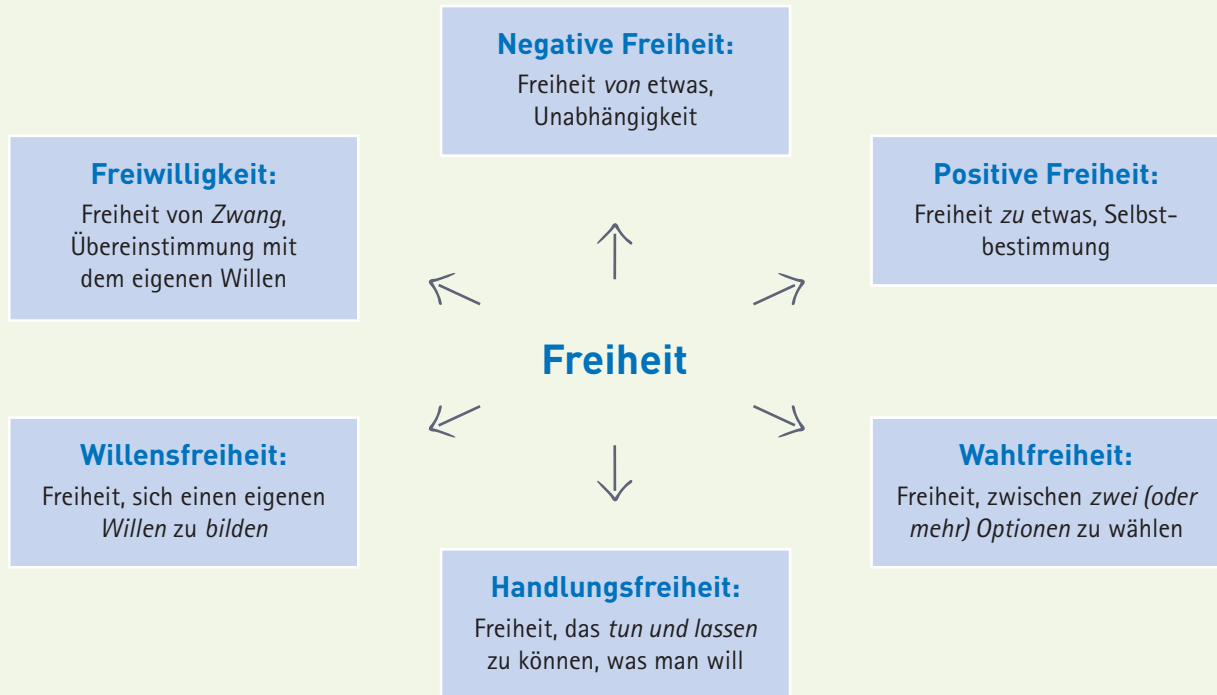 Negative Freiheit:
Freiheit von etwas,
Unabhängigkeit
Freiwilligkeit:
Freiheit von Zwang,
Übereinstimmung mit
dem eigenen Willen
Positive Freiheit:
Freiheit zu etwas, Selbst-
bestimmung
Freiheit
Willensfreiheit:
Freiheit, sich einen eigenen
Willen zu bilden
Wahlfreiheit:
Freiheit, zwischen zwei (oder
mehr) Optionen zu wählen
Handlungsfreiheit:
Freiheit, das tun und lassen
zu können, was man will